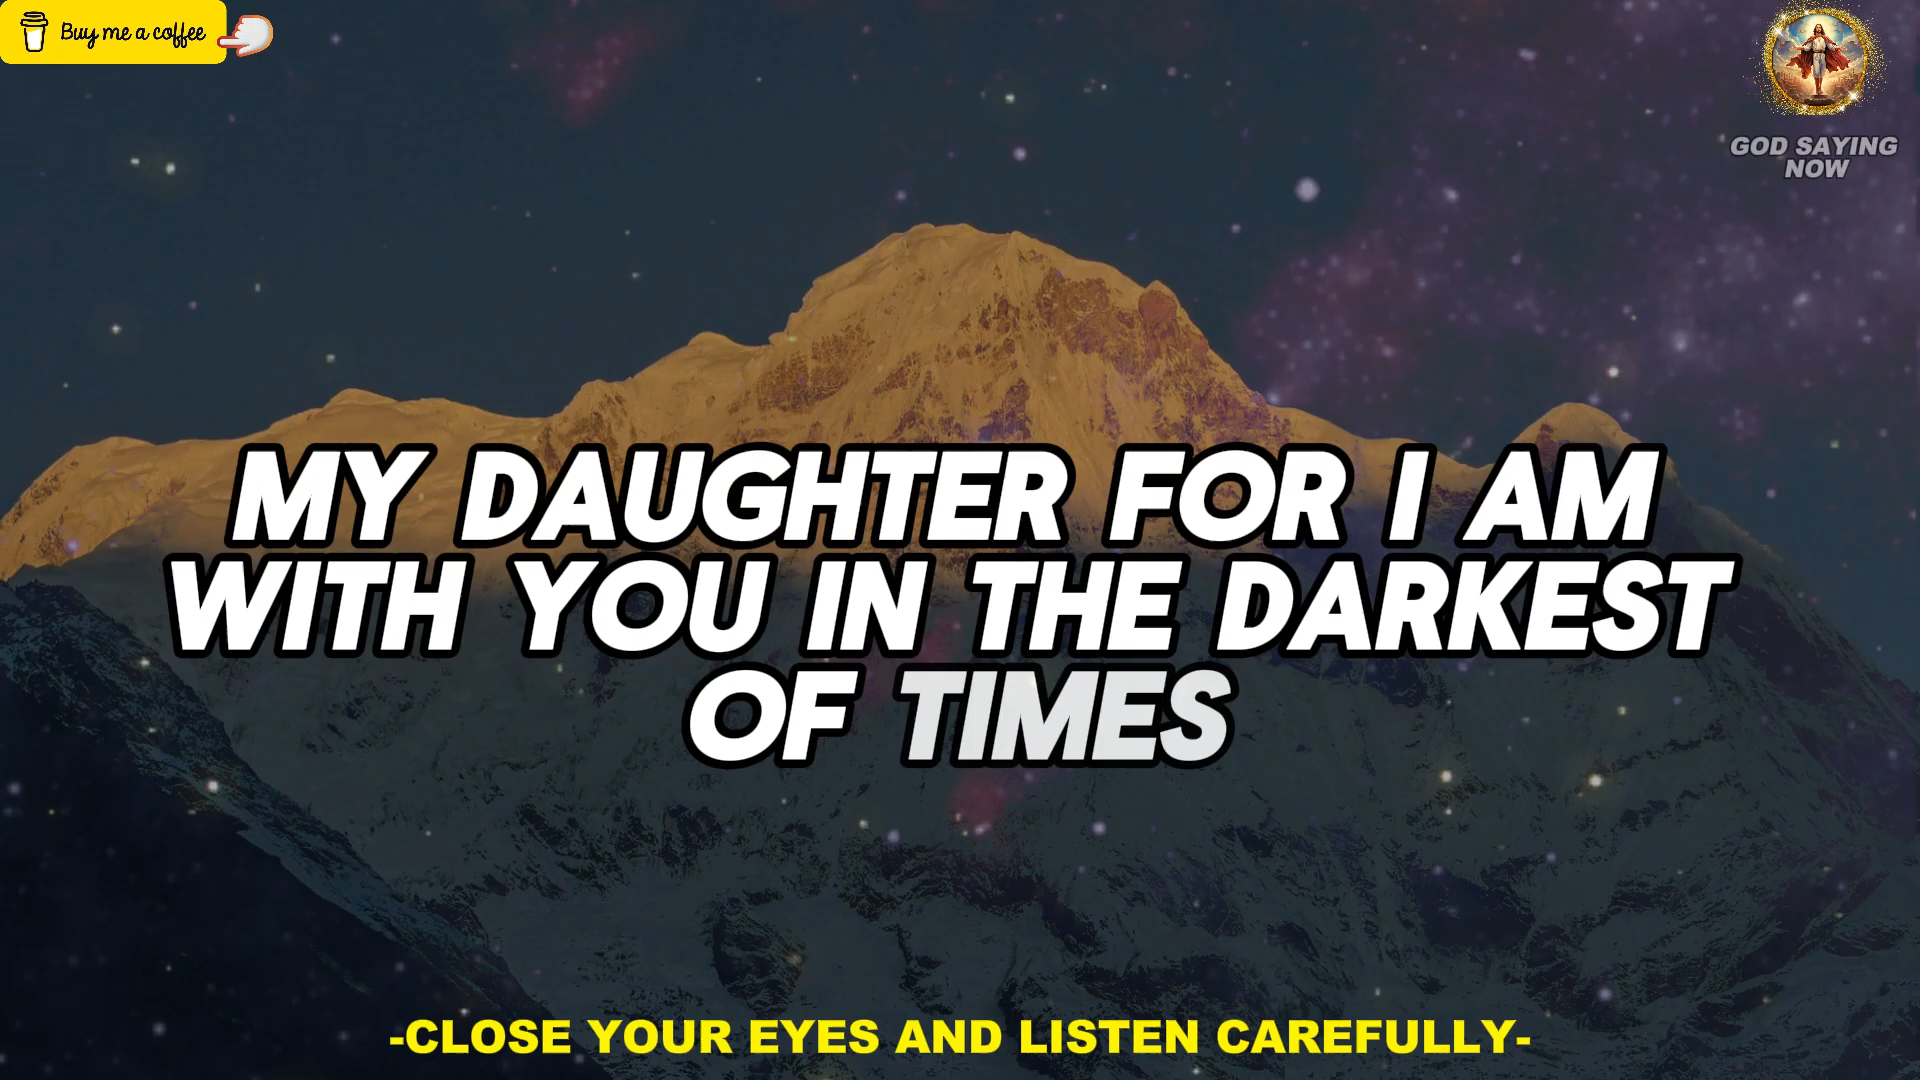 Buy me a coffee
GOD SAYING
NOW
MY DAUGHTER FOR I AM
WITH YOU IN THE DARKEST
OF TIMES
-CLOSE YOUR EYES AND LISTEN CAREFULLY-